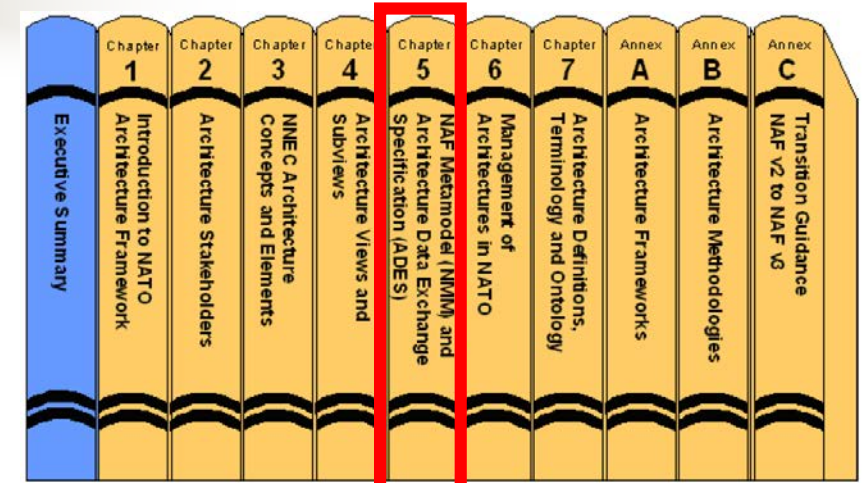 Executive Summary
Chapter
1
Introduction to NATO
Architecture Framework
Chapter
2
Architecture Stakeholders
Chapter
3
NNEC Architecture
Concepts and Elements
Chapte
4
Architecture Views and
Subviews
Chapter
5
NAF Metamodel (NMM) and
Architecture Data Exchange
Specification (ADES)
Chapter
6
Management of
Architectures in NATO
Chapter
7
Architecture Definitions,
Terminology and Ontology
Annex
A
Architecture Frameworks
Annex
B
Architecture Methodologies
Annex
C
Transition Guidance
NAF v2 to NAF v3